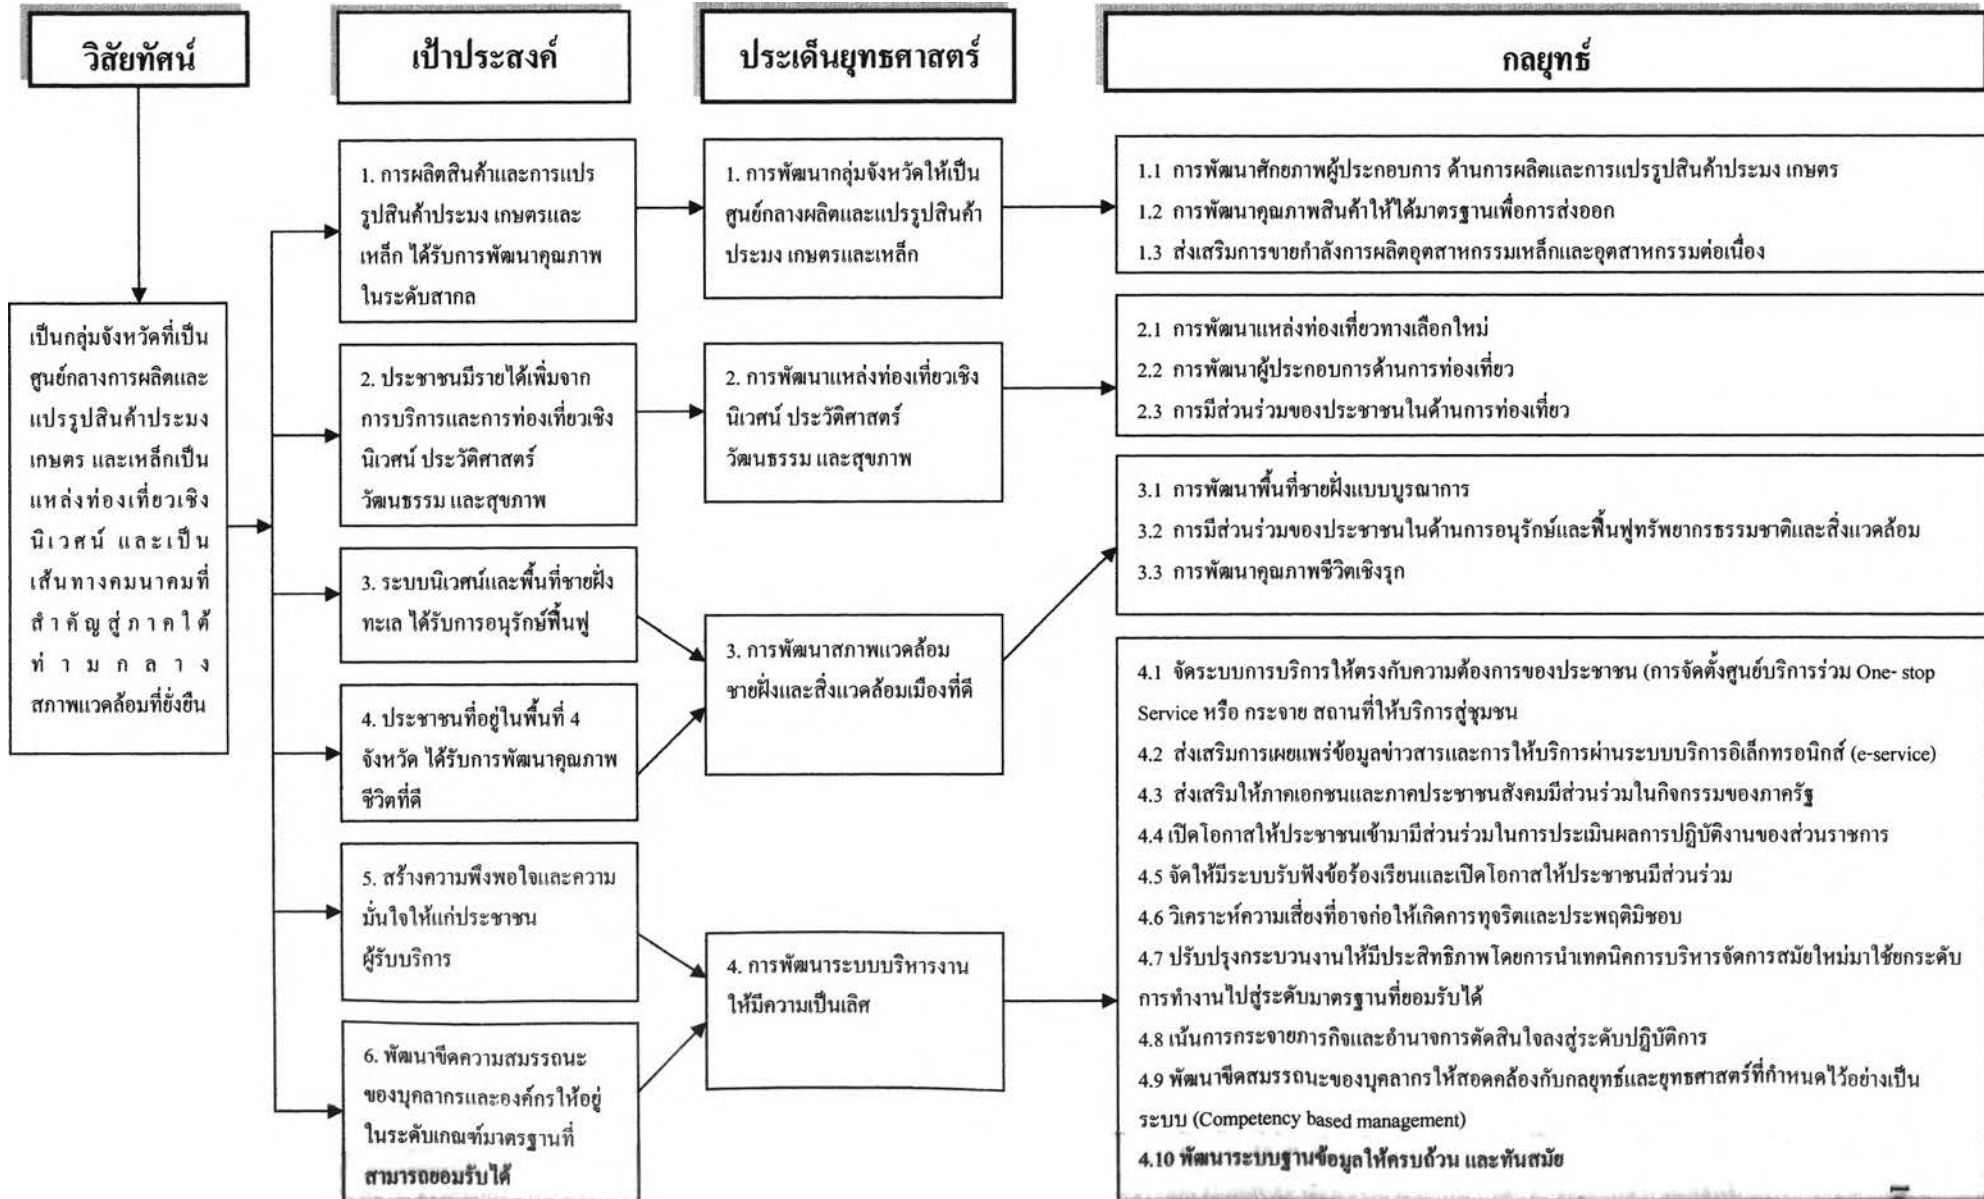 วิสัยทัศน์
เป้าประสงค์
ประเด็นยุทธศาสตร์
กลยุทธ์
เป็นกลุ่มจังหวัดที่เป็น
ศูนย์กลางการผลิตและ
แปรรูปสินค้าประมง
เกษตร และเหล็กเป็น
แหล่งท่องเที่ยวเชิง
นิเวศน์ และเป็น
เส้นทางคมนาคมที่
สำคัญสู่ภาคใต้
ท่ามกลาง
สภาพแวดล้อมที่ยั่งยืน
1. การผลิตสินค้าและการแปร
รูปสินค้าประมง เกษตรและ
เหล็ก ได้รับการพัฒนาคุณภาพ
ในระดับสากล
2. ประชาชนมีรายได้เพิ่มจาก
การบริการและการท่องเที่ยวเชิง
นิเวศน์ ประวัติศาสตร์
วัฒนธรรม และสุขภาพ
3. ระบบนิเวศน์และพื้นที่ชายฝั่ง
ทะเล ได้รับการอนุรักษ์ฟื้นฟู
4. ประชาชนที่อยู่ในพื้นที่ 4
จังหวัด ได้รับการพัฒนาคุณภาพ
ชีวิตที่ดี
5. สร้างความพึงพอใจและความ
มั่นใจให้แก่ประชาชน
ผู้รับบริการ
6. พัฒนาขีดความสมรรถนะ
ของบุคลากรและองค์กรให้อยู่
ในระดับเกณฑ์มาตรฐานที่
สามารถยอมรับได้
1. การพัฒนากลุ่มจังหวัดให้เป็น
ศูนย์กลางผลิตและแปรรูปสินค้า
ประมง เกษตรและเหล็ก
2. การพัฒนาแหล่งท่องเที่ยวเชิง
นิเวศน์ ประวัติศาสตร์
วัฒนธรรม และสุขภาพ
3. การพัฒนาสภาพแวดล้อม
ชายฝั่งและสิ่งแวดล้อมเมืองที่ดี
4. การพัฒนาระบบบริหารงาน
ให้มีความเป็นเลิศ
1.1 การพัฒนาศักยภาพผู้ประกอบการ ด้านการผลิตและการแปรรูปสินค้าประมง เกษตร
1.2 การพัฒนาคุณภาพสินค้าให้ได้มาตรฐานเพื่อการส่งออก
1.3 ส่งเสริมการขายกำลังการผลิตอุตสาหกรรมเหล็กและอุตสาหกรรมต่อเนื่อง
2.1 การพัฒนาแหล่งท่องเที่ยวทางเลือกใหม่
2.2 การพัฒนาผู้ประกอบการด้านการท่องเที่ยว
2.3 การมีส่วนร่วมของประชาชนในด้านการท่องเที่ยว
3.1 การพัฒนาพื้นที่ชายฝั่งแบบบูรณาการ
3.2 การมีส่วนร่วมของประชาชนในด้านการอนุรักษ์และฟื้นฟูทรัพยากรธรรมชาติและสิ่งแวดล้อม
3.3 การพัฒนาคุณภาพชีวิตเชิงรุก
4.1 จัดระบบการบริการให้ตรงกับความต้องการของประชาชน (การจัดตั้งศูนย์บริการร่วม One- stop
Service หรือ กระจาย สถานที่ให้บริการสู่ชุมชน
4.2 ส่งเสริมการเผยแพร่ข้อมูลข่าวสารและการให้บริการผ่านระบบบริการอิเล็กทรอนิกส์ (e-service)
4.3 ส่งเสริมให้ภาคเอกชนและภาคประชาชนสังคมมีส่วนร่วมในกิจกรรมของภาครัฐ
4.4 เปิดโอกาสให้ประชาชนเข้ามามีส่วนร่วมในการประเมินผลการปฏิบัติงานของส่วนราชการ
4.5 จัดให้มีระบบรับฟังข้อร้องเรียนและเปิดโอกาสให้ประชาชนมีส่วนร่วม
4.6 วิเคราะห์ความเสี่ยงที่อาจก่อให้เกิดการทุจริตและประพฤติมิชอบ
4.7 ปรับปรุงกระบวนงานให้มีประสิทธิภาพโดยการนำเทคนิคการบริหารจัดการสมัยใหม่มาใช้ยกระดับ
การทำงานไปสู่ระดับมาตรฐานที่ยอมรับได้
4.8 เน้นการกระจายภารกิจและอำนาจการตัดสินใจลงสู่ระดับปฏิบัติการ
4.9 พัฒนาขีดสมรรถนะของบุคลากรให้สอดคล้องกับกลยุทธ์และยุทธศาสตร์ที่กำหนดไว้อย่างเป็น
ระบบ (Competency based management)
4.10 พัฒนาระบบฐานข้อมูลให้ครบถ้วน และทันสมัย